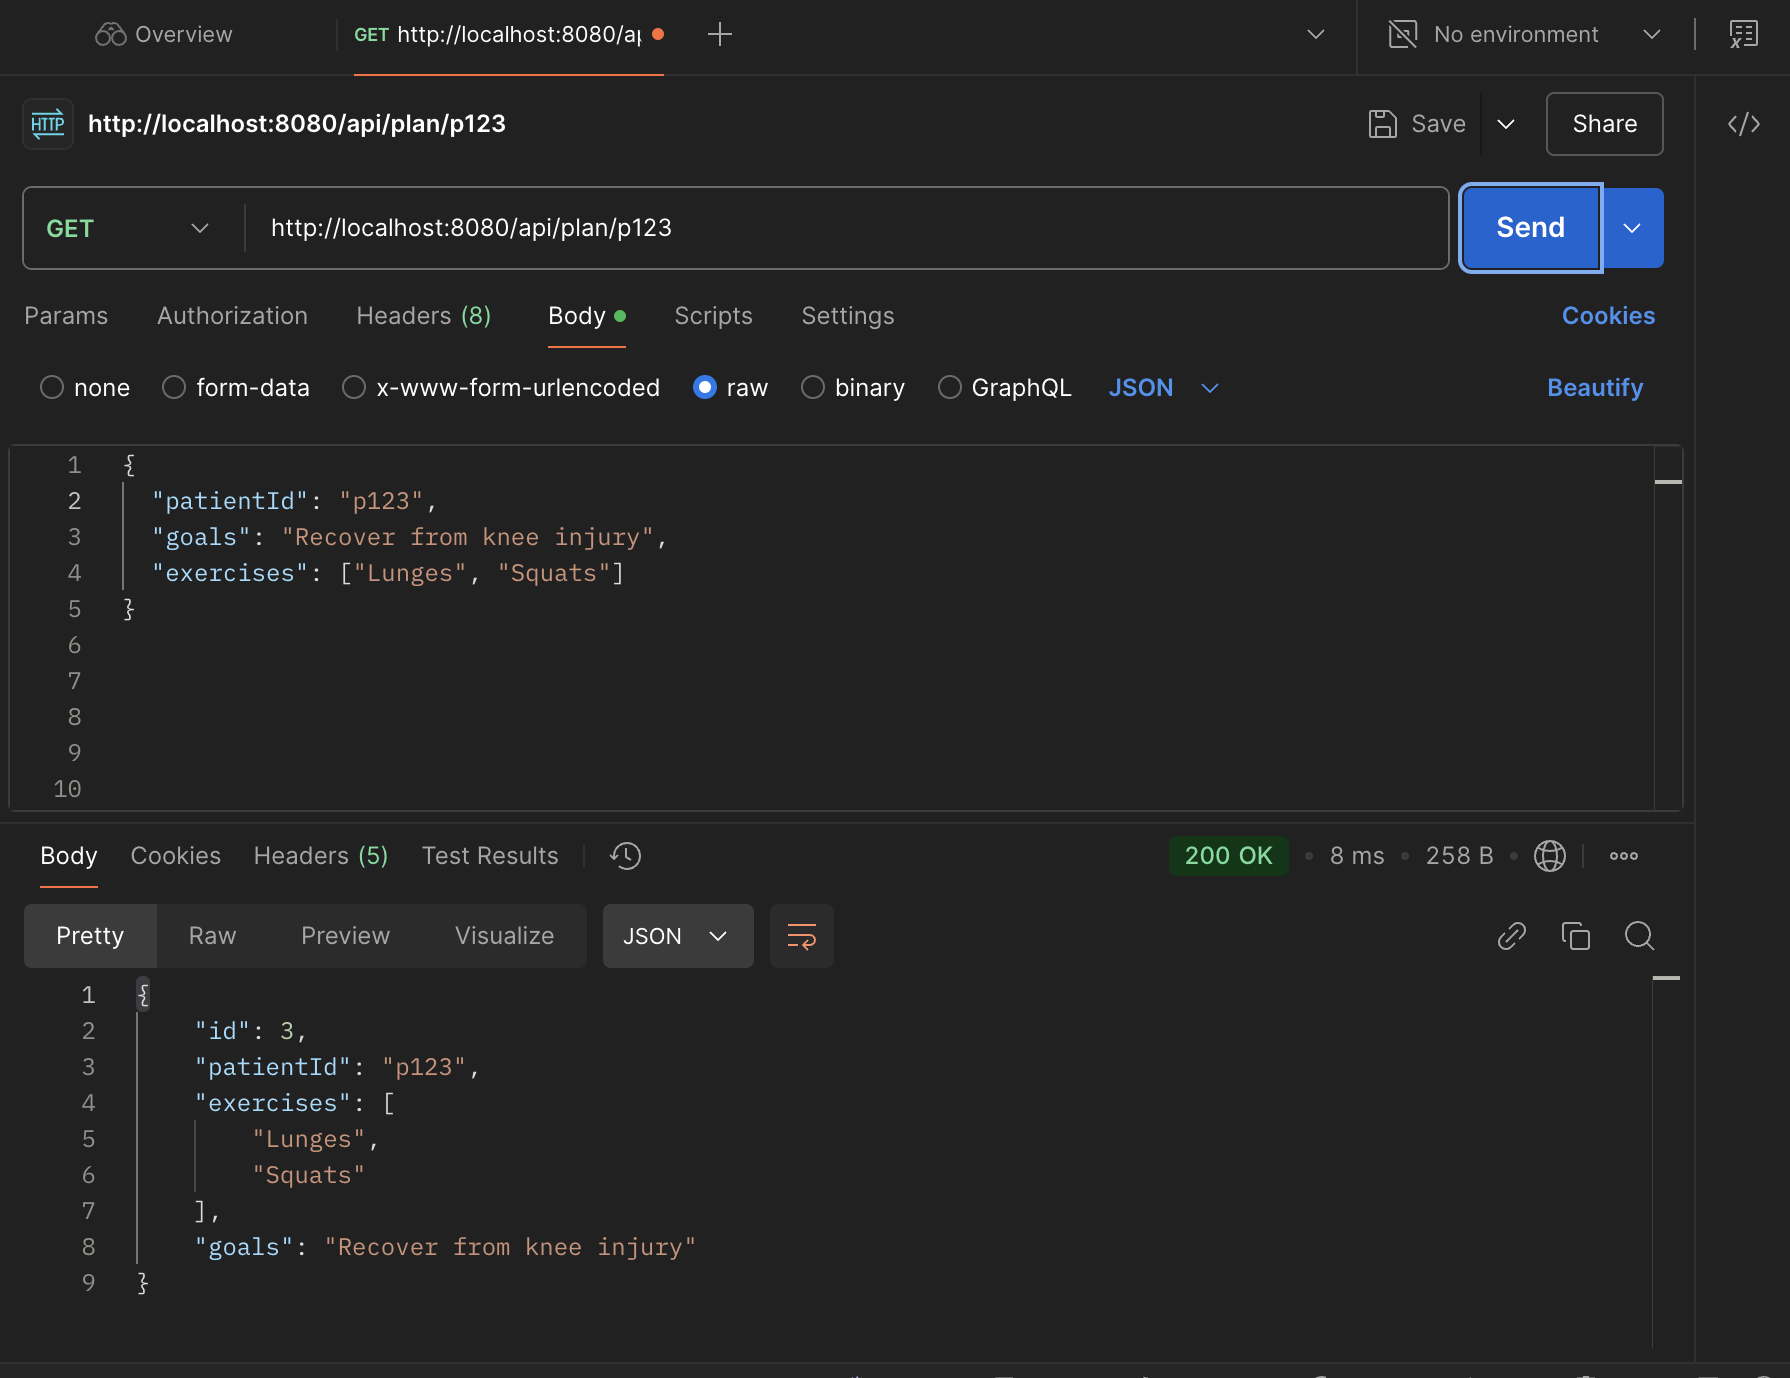 Overview
GET http://localhost:8080/ap
No environment
HTTP http://localhost:8080/api/plan/p123
Save
Share
GET http://localhost:8080/api/plan/p123
Send
Params Authorization Headers (8) Body Scripts Settings Cookies
none form-data x-www-form-urlencoded raw binary GraphQL JSON Beautify
1 {
2 "patientId": "p123",
3 "goals": "Recover from knee injury",
4 "exercises": ["Lunges", "Squats"]
5 }
6
7
8
9
10
Body Cookies Headers (5) Test Results 200 OK • 8 ms • 258 B •
Pretty Raw Preview Visualize JSON
1 {
2 "id": 3,
3 "patientId": "p123",
4 "exercises": [
5 "Lunges",
6 "Squats"
7 ],
8 "goals": "Recover from knee injury"
9 }